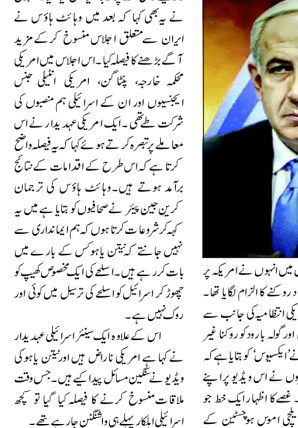 نے یہ بھی کہا کہ بعد میں وہائٹ ہاؤس نے
ایران سے متعلق اجلاس منسوخ کر کے مزید
آگے بڑھنے کا فیصلہ کیا۔ اس اجلاس میں امریکی
محکمہ خارجہ، پنٹاگن، امریکی انٹیلی جنس
ایجنسیوں اور ان کے اسرائیلی ہم منصبوں کی
شرکت طے تھی۔ ایک امریکی عہدیدار نے اس
معاملے پر تبصرہ کرتے ہوئے کہا کہ یہ فیصلہ واضح
کرتا ہے کہ اس طرح کے اقدامات کے نتائج
برآمد ہوتے ہیں۔ وہائٹ ہاؤس کی ترجمان
کرین جین پیئر نے صحافیوں کو بتایا ہے میں یہ
کہہ کر شروعات کرتا ہوں کہ ہم ایمانداری سے
نہیں جانتے کہ نیتن یاہو کس کے بارے میں
بات کر رہے ہیں۔ اسلحے کی ایک مخصوص کھیپ کو
چھوڑ کر اسرائیل کو اسلحے کی ترسیل میں کوئی اور
روک نہیں ہے۔
اس کے علاوہ ایک سینئر اسرائیلی عہدیدار
نے کہا ہے امریکی ناراض ہیں اور نیتن یاہو کی
ویڈیو نے سنگین مسائل پیدا کیے ہیں۔ جس وقت
ملاقات منسوخ کرنے کا فیصلہ کیا گیا تو کچھ
اسرائیلی اہلکار پہلے ہی واشنگٹن جا رہے تھے۔
میں انہوں نے امریکہ پر
روکنے کا الزام لگایا تھا۔
انتظامیہ کی جانب سے
اور گولہ بارود کو روکنا غیر
'ایکسیوس' کو بتایا ہے کہ
نے اس ویڈیو پر اپنے
غصے کا اظہار ایک خط جو
ایلچی اموس ہوچسٹین کے